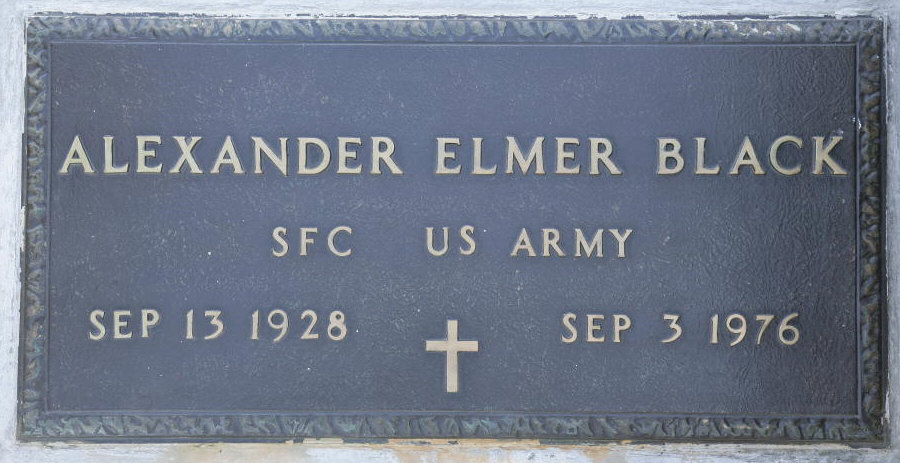 ALEXANDER ELMER BLACK
SFC US ARMY
SEP 13 1928 SEP 3 1976